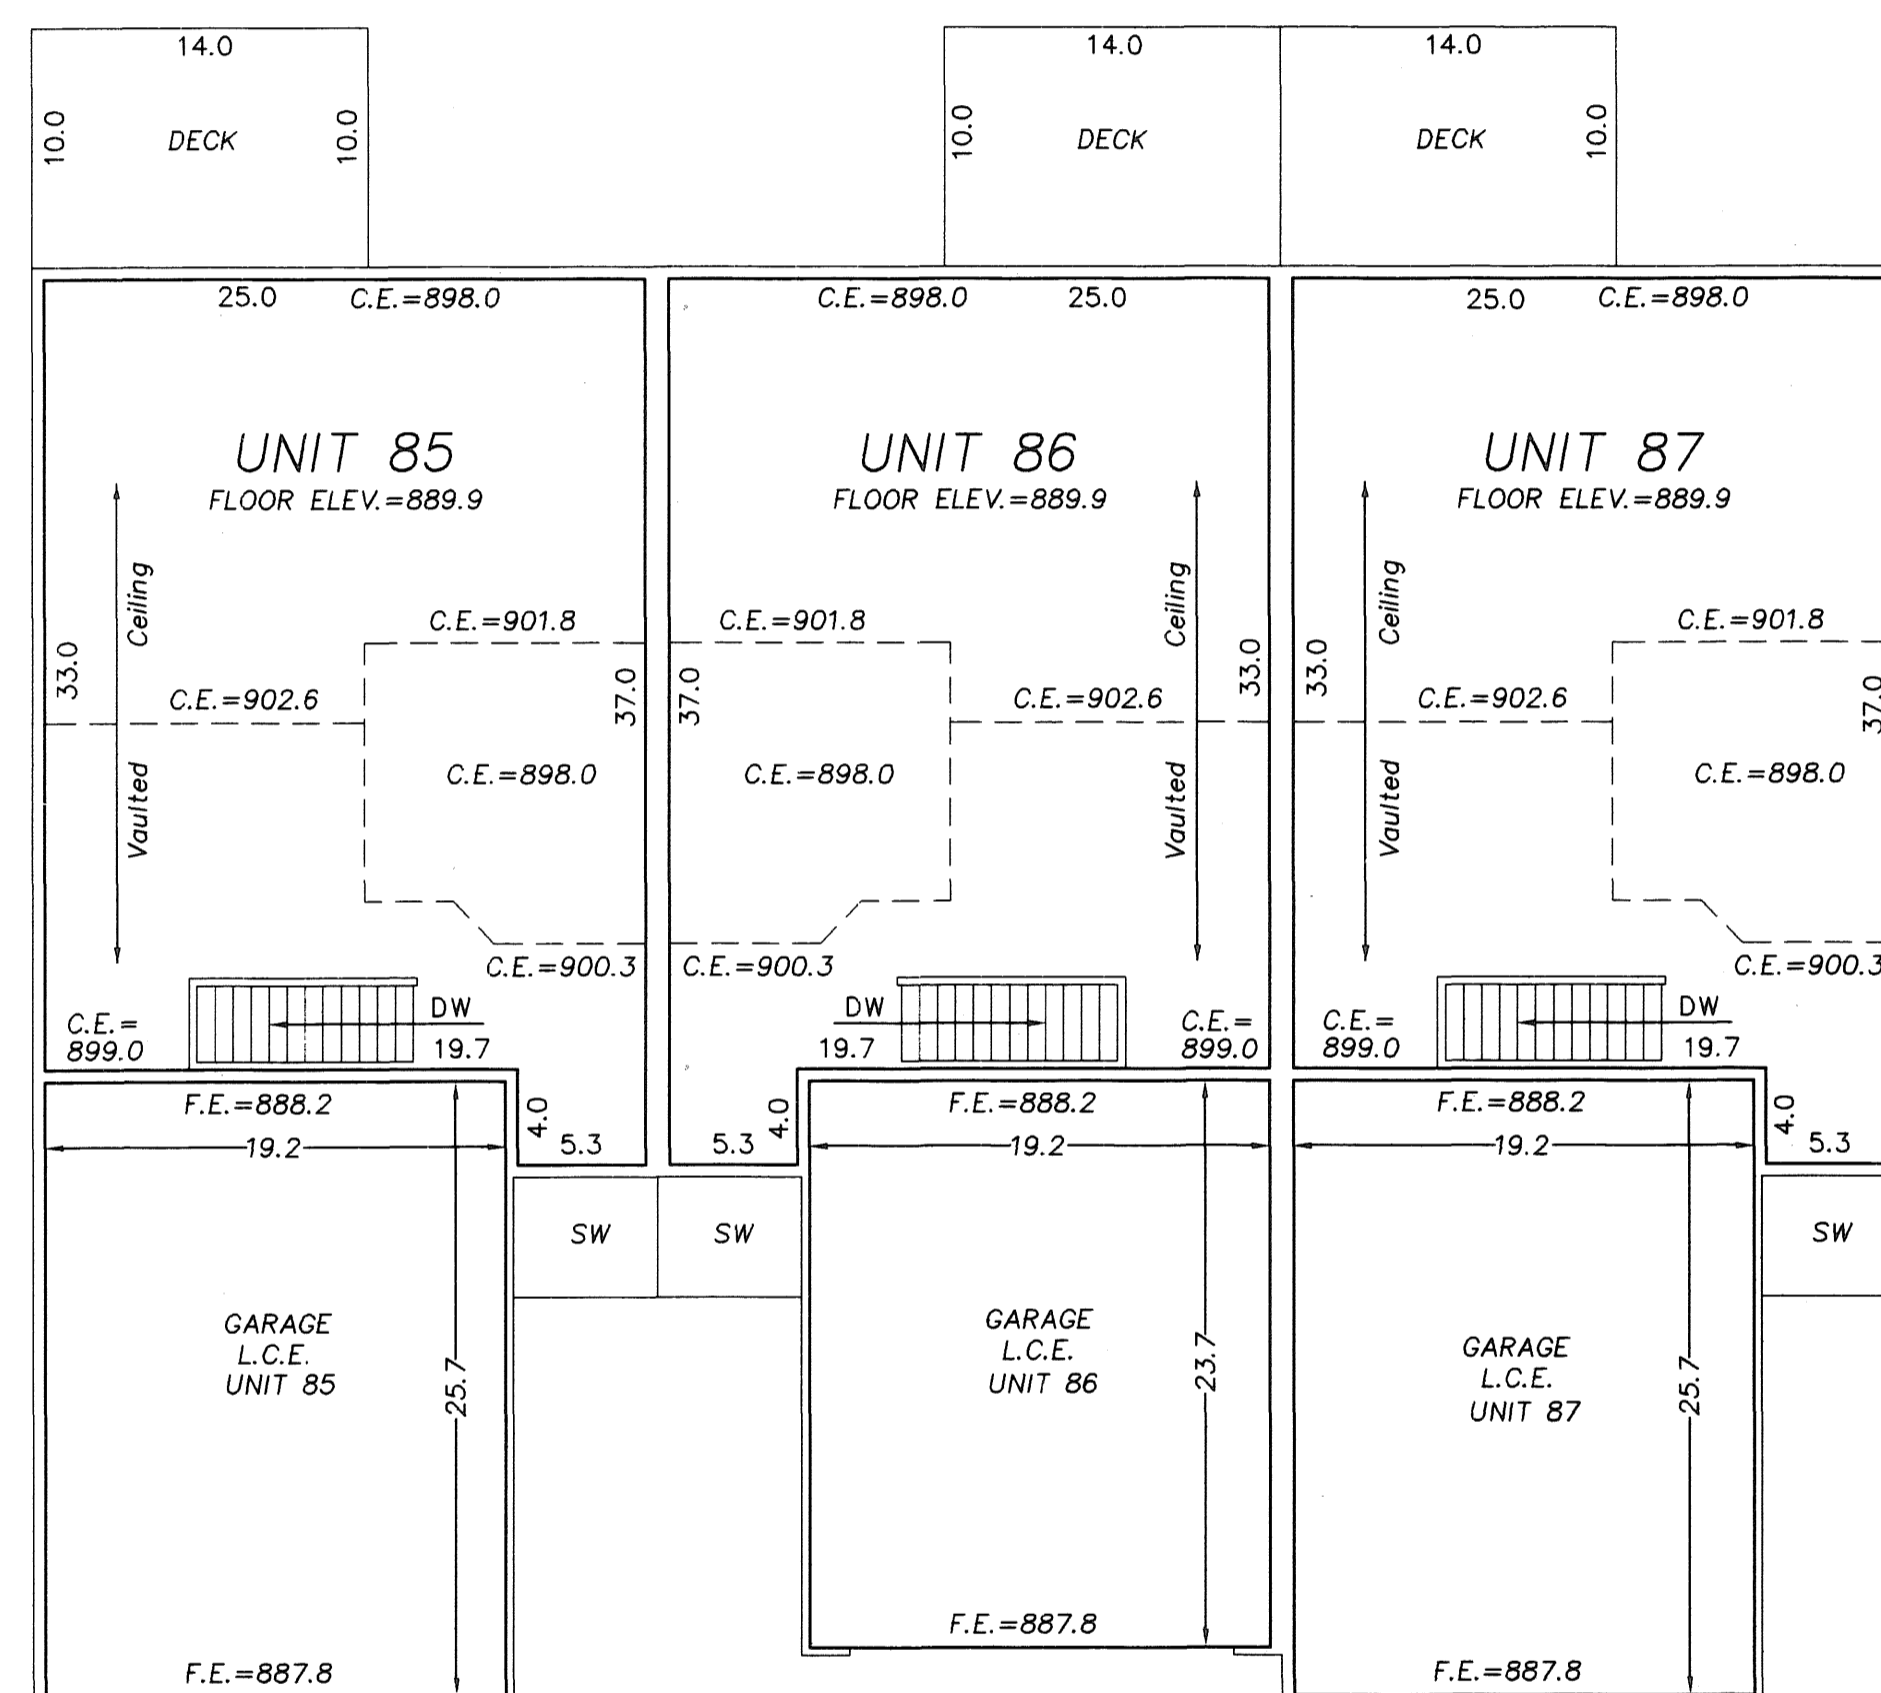 14.0
14.0
14.0
10.0
DECK
10.0
10.0
DECK
DECK
10.0
25.0 C.E.=898.0
C.E.=898.0 25.0
25.0 C.E.=898.0
UNIT 85
FLOOR ELEV.=889.9
UNIT 86
FLOOR ELEV.=889.9
UNIT 87
FLOOR ELEV.=889.9
Ceiling
Ceiling
Ceiling
C.E.=901.8
C.E.=901.8
C.E.=901.8
33.0
37.0
37.0
33.0
33.0
37.0
C.E.=902.6
C.E.=902.6
C.E.=902.6
Vaulted
C.E.=898.0
C.E.=898.0
Vaulted
Vaulted
C.E.=898.0
C.E.=900.3
C.E.=900.3
C.E.=900.3
C.E.=
899.0
DW
19.7
DW
19.7
C.E.=
899.0
C.E.=
899.0
DW
19.7
F.E.=888.2
F.E.=888.2
F.E.=888.2
4.0
4.0
4.0
19.2
5.3
5.3
19.2
19.2
5.3
SW
SW
SW
GARAGE
L.C.E.
UNIT 85
25.7
GARAGE
L.C.E.
UNIT 86
23.7
GARAGE
L.C.E.
UNIT 87
25.7
F.E.=887.8
F.E.=887.8
F.E.=887.8